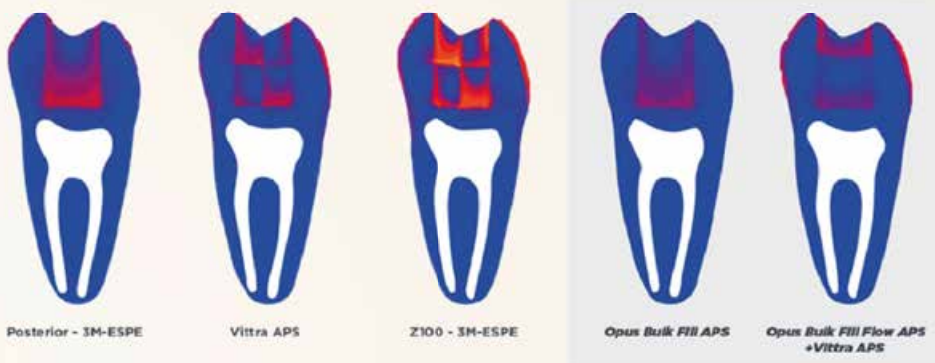 Posterior - 3M-ESPE
Vittra APS
Z100 - 3M-ESPE
Opus Bulk Fill APS
Opus Bulk Fill Flow APS
+Vittra APS